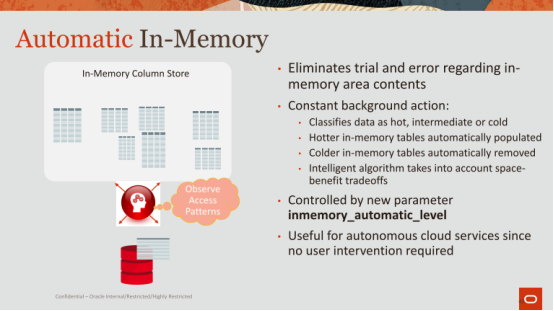 Automatic In-Memory
In-Memory Column Store
Observe
Access
Patterns
Confidential – Oracle Internal/Restricted/Highly Restricted
• Eliminates trial and error regarding in-
memory area contents
• Constant background action:
• Classifies data as hot, intermediate or cold
• Hotter in-memory tables automatically populated
• Colder in-memory tables automatically removed
• Intelligent algorithm takes into account space-
benefit tradeoffs
• Controlled by new parameter
inmemory_automatic_level
• Useful for autonomous cloud services since
no user intervention required